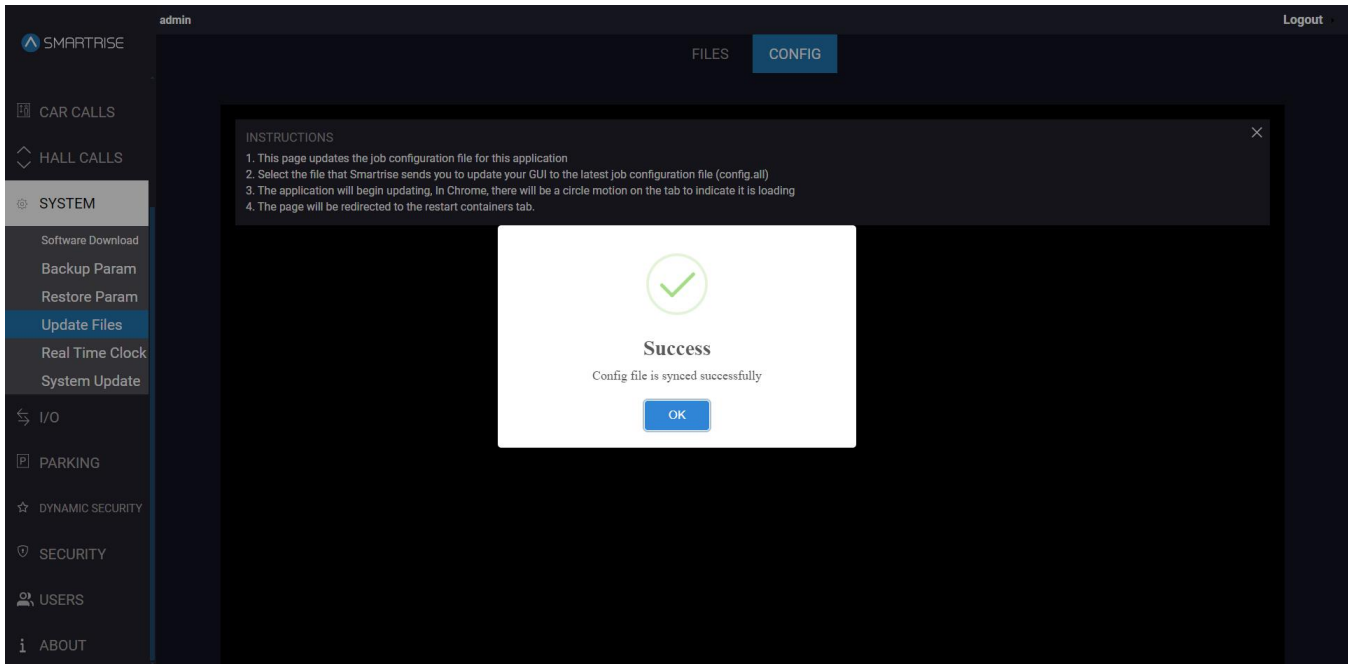 admin
Logout
SMARTRISE
FILES
CONFIG
CAR CALLS
HALL CALLS
SYSTEM
Software Download
Backup Param
Restore Param
Update Files
Real Time Clock
System Update
I/O
P PARKING
DYNAMIC SECURITY
SECURITY
USERS
i ABOUT
INSTRUCTIONS
1. This page updates the job configuration file for this application
2. Select the file that Smartrise sends you to update your GUI to the latest job configuration file (config.all)
3. The application will begin updating, In Chrome, there will be a circle motion on the tab to indicate it is loading
4. The page will be redirected to the restart containers tab.
Success
Config file is synced successfully
OK